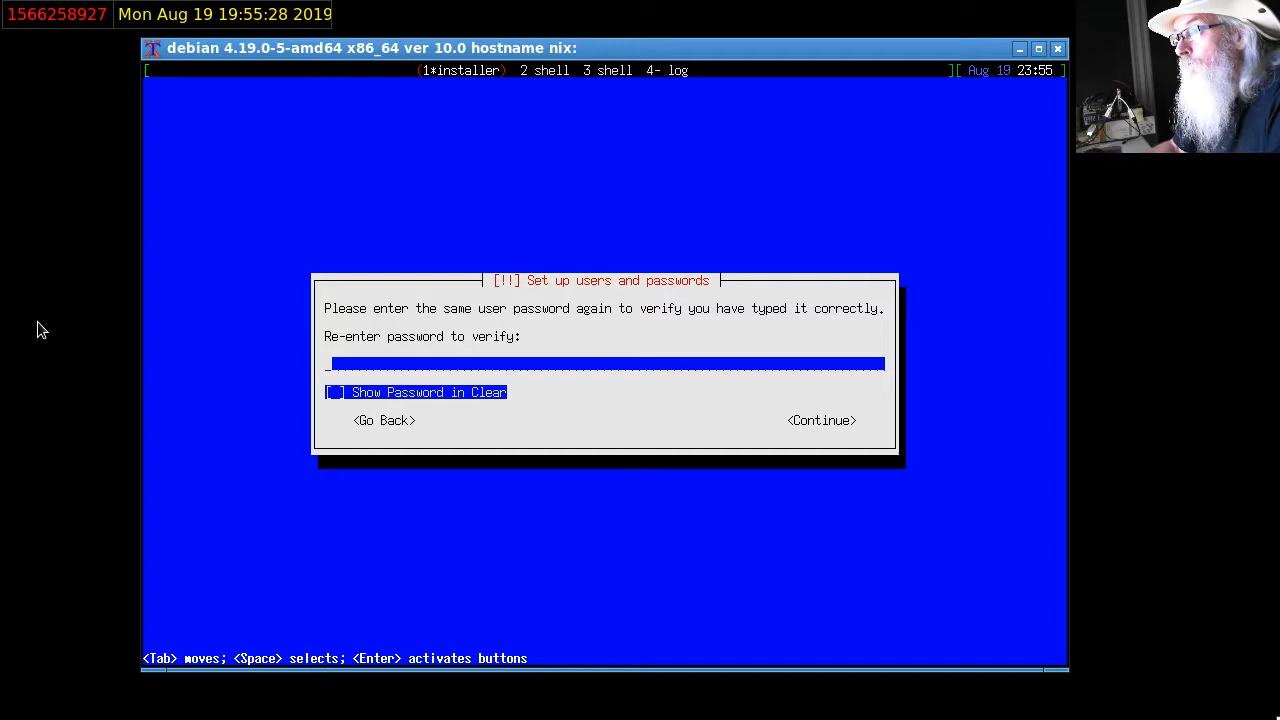 1566258927 Mon Aug 19 19:55:28 2019
debian 4.19.0-5-amd64 x86_64 ver 10.0 hostname nix:
[ (1*installer) 2 shell 3 shell 4- log ][ Aug 19 23:55 ]
[!!] Set up users and passwords
Please enter the same user password again to verify you have typed it correctly.
Re-enter password to verify:
[ ] Show Password in Clear
<Go Back> <Continue>
<Tab> moves; <Space> selects; <Enter> activates buttons